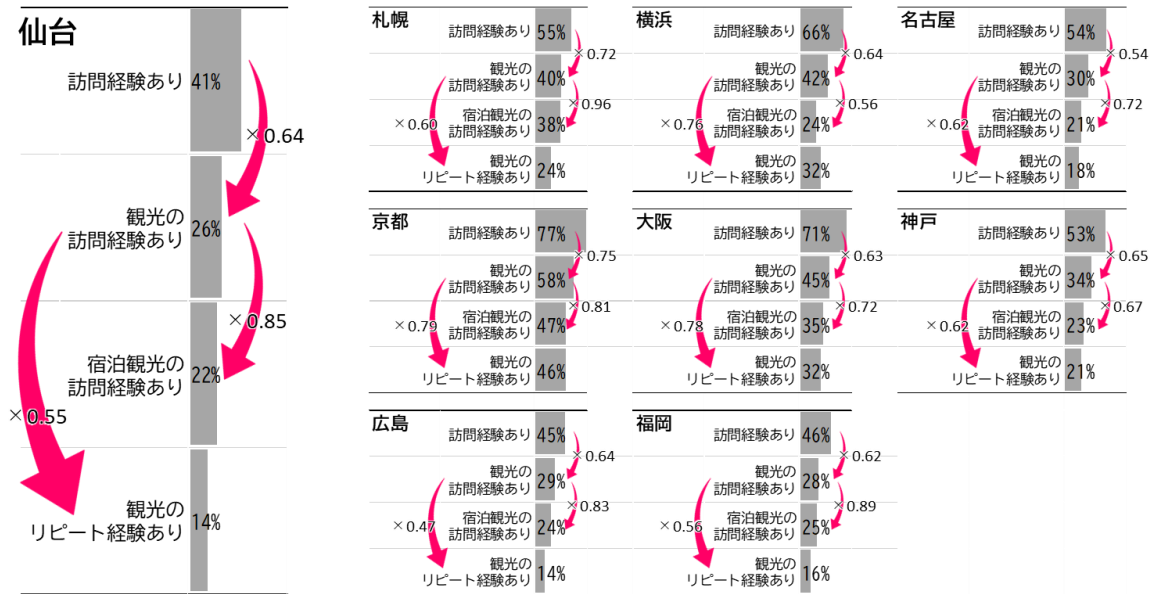 仙台
訪問経験あり 41%
× 0.64
観光の
訪問経験あり 26%
× 0.85
宿泊観光の
訪問経験あり 22%
× 0.55
観光の
リピート経験あり 14%
札幌
訪問経験あり 55%
× 0.72
観光の
訪問経験あり 40%
× 0.96
宿泊観光の
訪問経験あり 38%
× 0.60
観光の
リピート経験あり 24%
横浜
訪問経験あり 66%
× 0.64
観光の
訪問経験あり 42%
× 0.56
宿泊観光の
訪問経験あり 24%
× 0.76
観光の
リピート経験あり 32%
名古屋
訪問経験あり 54%
× 0.54
観光の
訪問経験あり 30%
× 0.72
宿泊観光の
訪問経験あり 21%
× 0.62
観光の
リピート経験あり 18%
京都
訪問経験あり 77%
× 0.75
観光の
訪問経験あり 58%
× 0.81
宿泊観光の
訪問経験あり 47%
× 0.79
観光の
リピート経験あり 46%
大阪
訪問経験あり 71%
× 0.63
観光の
訪問経験あり 45%
× 0.72
宿泊観光の
訪問経験あり 35%
× 0.78
観光の
リピート経験あり 32%
神戸
訪問経験あり 53%
× 0.65
観光の
訪問経験あり 34%
× 0.67
宿泊観光の
訪問経験あり 23%
× 0.62
観光の
リピート経験あり 21%
広島
訪問経験あり 45%
× 0.64
観光の
訪問経験あり 29%
× 0.83
宿泊観光の
訪問経験あり 24%
× 0.47
観光の
リピート経験あり 14%
福岡
訪問経験あり 46%
× 0.62
観光の
訪問経験あり 28%
× 0.89
宿泊観光の
訪問経験あり 25%
× 0.56
観光の
リピート経験あり 16%